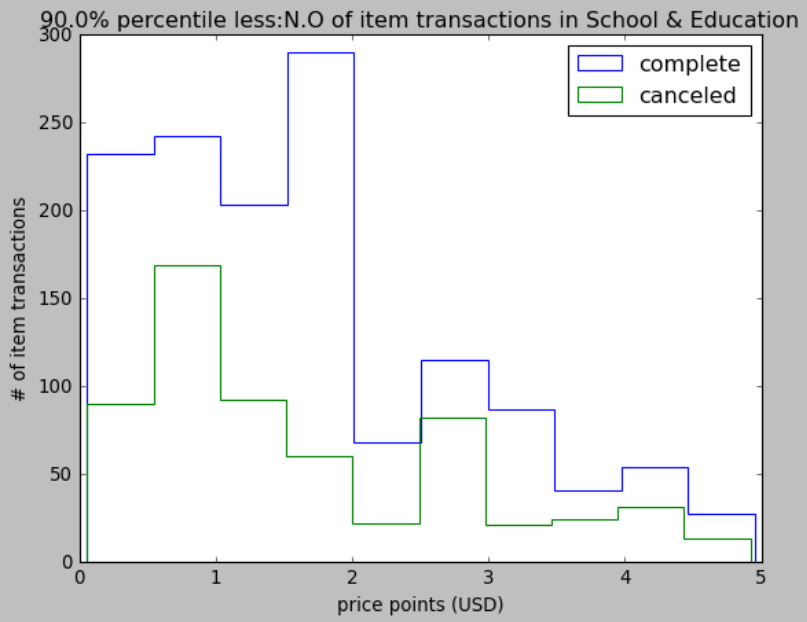 90.0% percentile less:N.O of item transactions in School & Education
300
250
200
150
100
50
0
# of item transactions
complete
canceled
0 1 2 3 4 5
price points (USD)